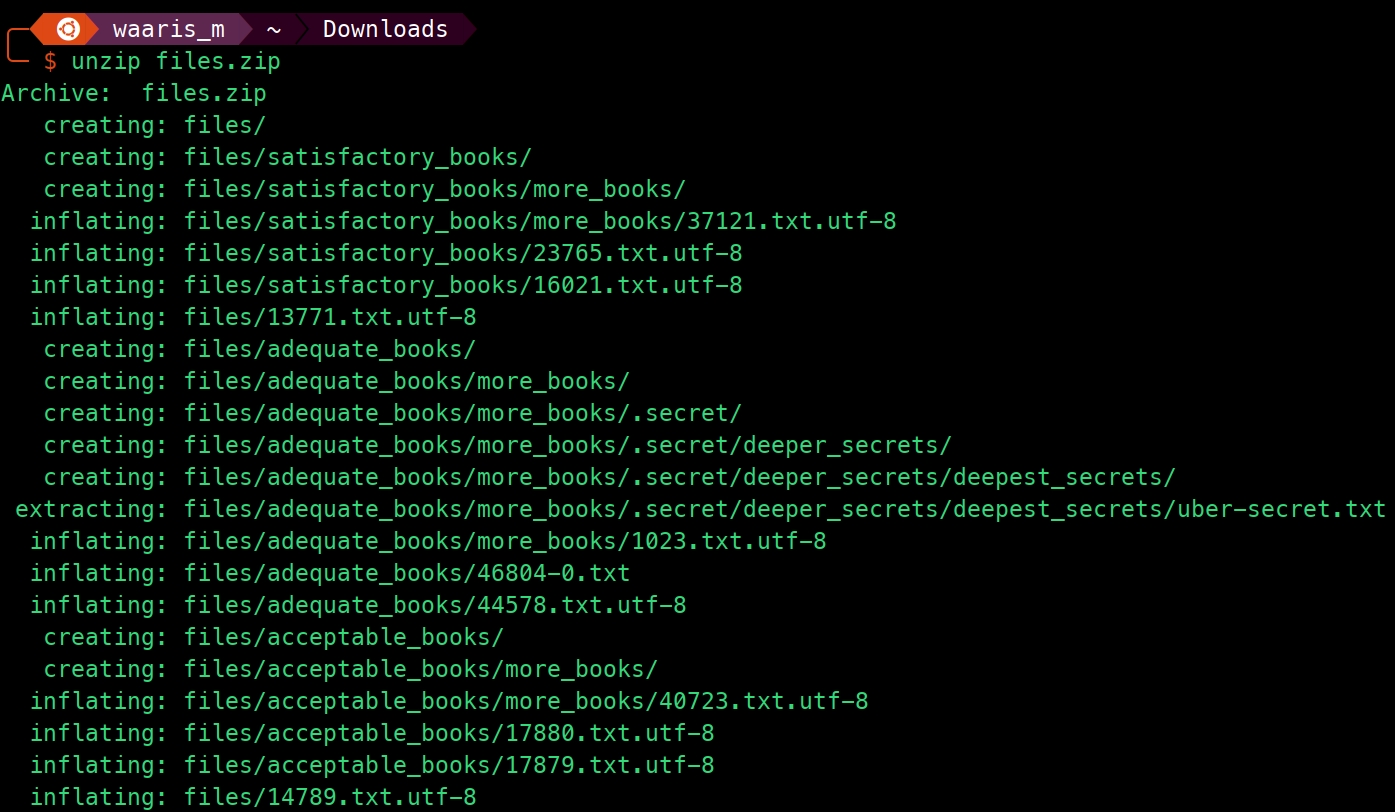 waaris_m ~ Downloads
$ unzip files.zip
Archive:  files.zip
   creating: files/
   creating: files/satisfactory_books/
   creating: files/satisfactory_books/more_books/
  inflating: files/satisfactory_books/more_books/37121.txt.utf-8
  inflating: files/satisfactory_books/23765.txt.utf-8
  inflating: files/satisfactory_books/16021.txt.utf-8
  inflating: files/13771.txt.utf-8
   creating: files/adequate_books/
   creating: files/adequate_books/more_books/
   creating: files/adequate_books/more_books/.secret/
   creating: files/adequate_books/more_books/.secret/deeper_secrets/
   creating: files/adequate_books/more_books/.secret/deeper_secrets/deepest_secrets/
 extracting: files/adequate_books/more_books/.secret/deeper_secrets/deepest_secrets/uber-secret.txt
  inflating: files/adequate_books/more_books/1023.txt.utf-8
  inflating: files/adequate_books/46804-0.txt
  inflating: files/adequate_books/44578.txt.utf-8
   creating: files/acceptable_books/
   creating: files/acceptable_books/more_books/
  inflating: files/acceptable_books/more_books/40723.txt.utf-8
  inflating: files/acceptable_books/17880.txt.utf-8
  inflating: files/acceptable_books/17879.txt.utf-8
  inflating: files/14789.txt.utf-8